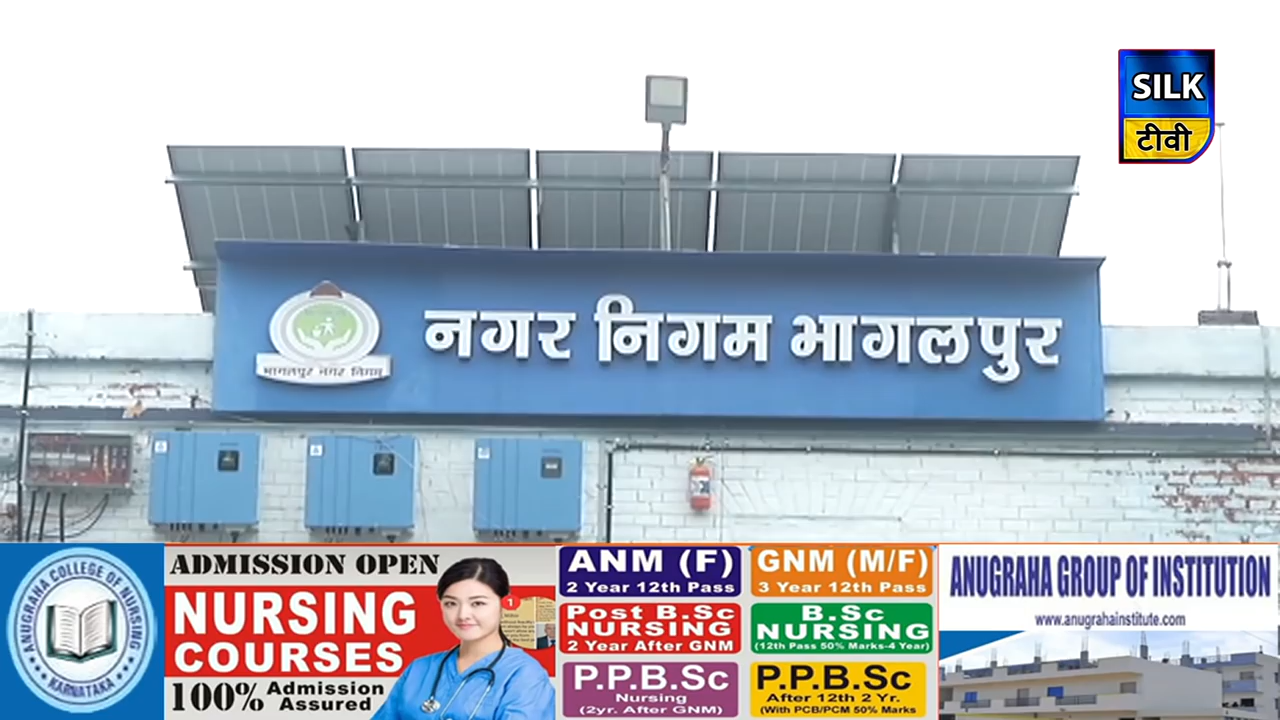 SILK
टीवी
नगर निगम भागलपुर
भागलपुर नगर निगम
ANUGRAHA COLLEGE OF NURSING
KARNATAKA
ADMISSION OPEN
NURSING
COURSES
100% Admission Assured
ANM (F)
2 Year 12th Pass
GNM (M/F)
3 Year 12th Pass
Post B.Sc
NURSING
2 Year After GNM
B.Sc
NURSING
(12th Pass 50% Marks-4 Year)
P.P.B.Sc
Nursing
(2yr. After GNM)
P.P.B.Sc
After 12th 2 Yr.
(With PCB/PCM 50% Marks
ANUGRAHA GROUP OF INSTITUTION
www.anugrahainstitute.com